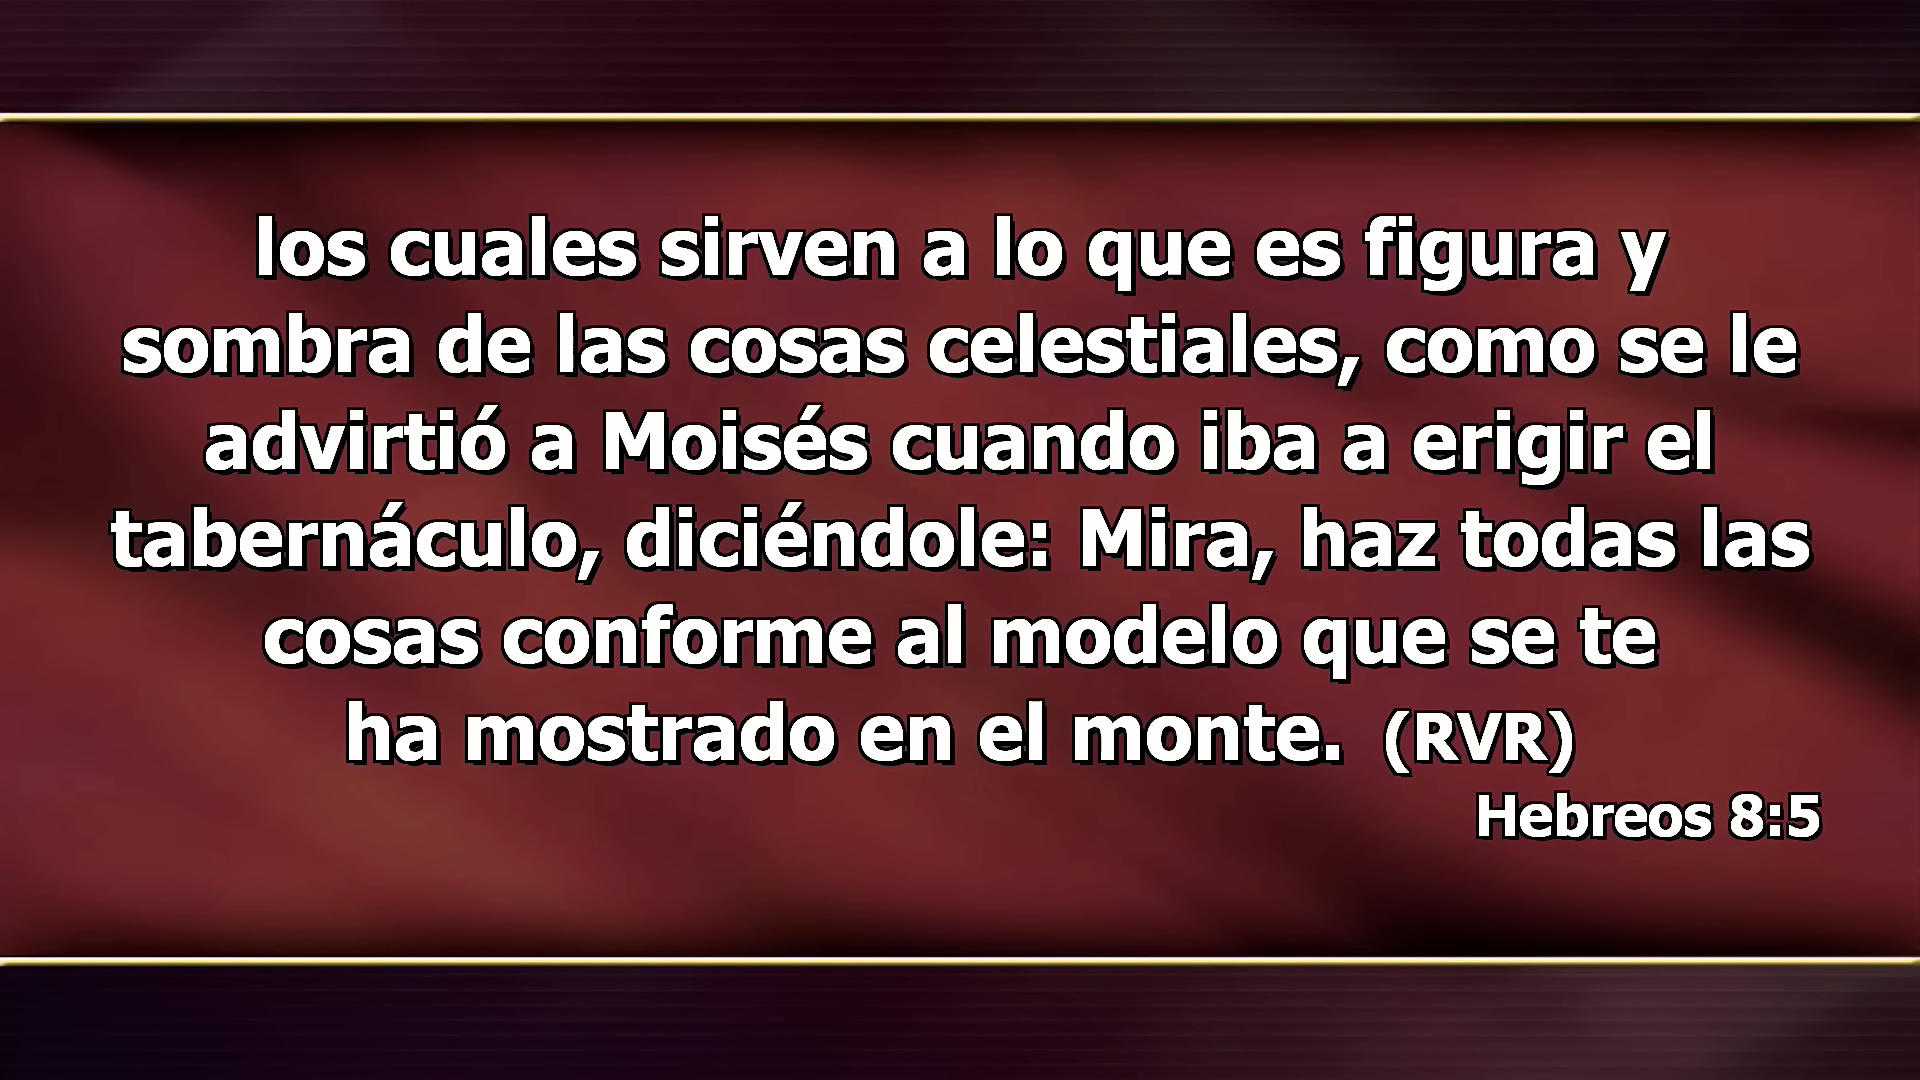 los cuales sirven a lo que es figura y
sombra de las cosas celestiales, como se le
advirtió a Moisés cuando iba a erigir el
tabernáculo, diciéndole: Mira, haz todas las
cosas conforme al modelo que se te
ha mostrado en el monte. (RVR)
Hebreos 8:5